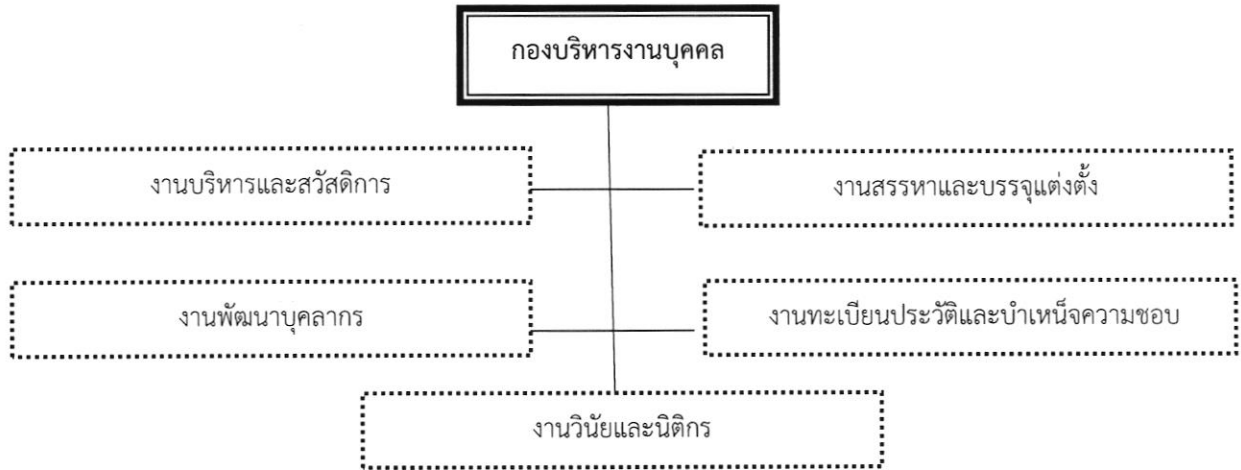 กองบริหารงานบุคคล
งานบริหารและสวัสดิการ
งานสรรหาและบรรจุแต่งตั้ง
งานพัฒนาบุคลากร
งานทะเบียนประวัติและบำเหน็จความชอบ
งานวินัยและนิติกร